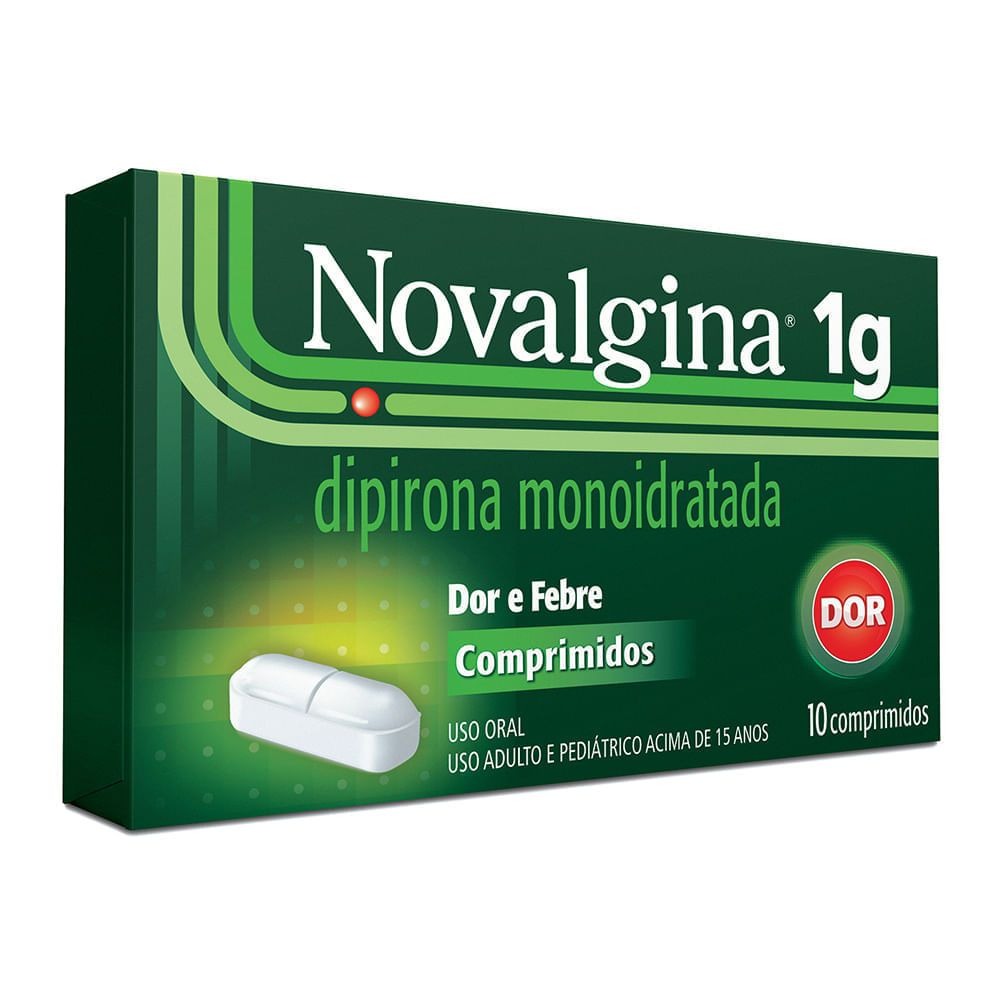 Novalgina® 1g
dipirona monoidratada
Dor e Febre
Comprimidos
DOR
USO ORAL
USO ADULTO E PEDIÁTRICO ACIMA DE 15 ANOS
10 comprimidos